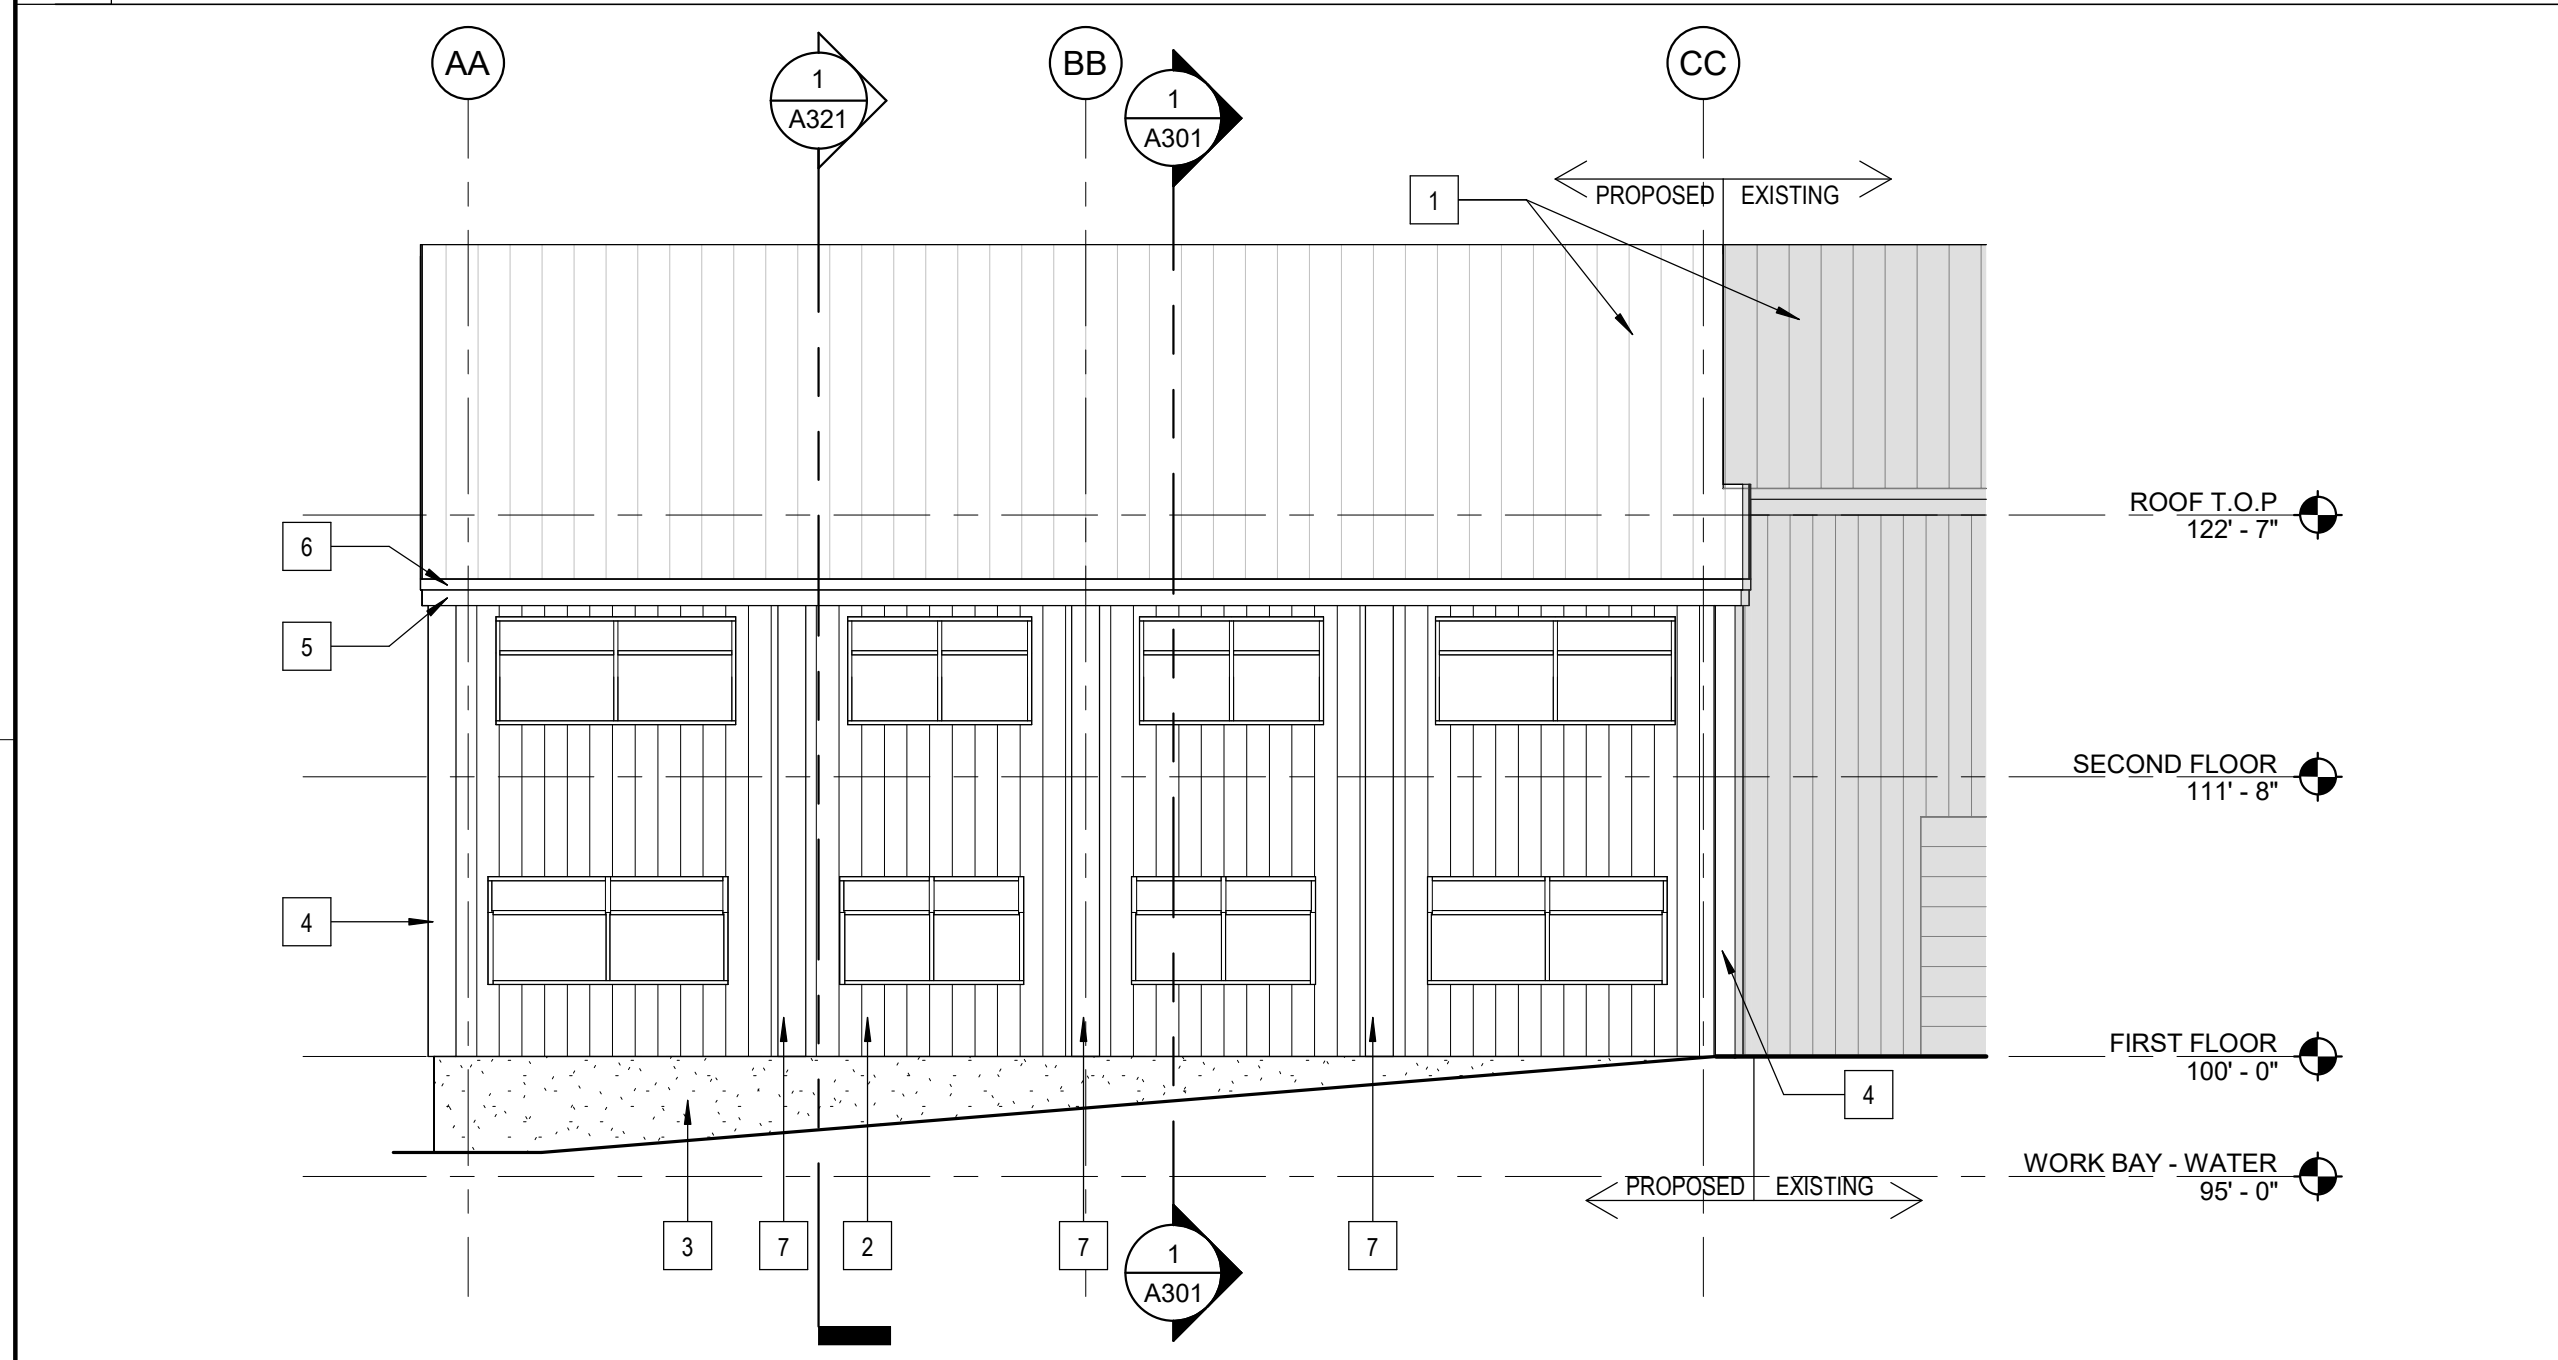 AA
1
A321
BB
1
A301
CC
PROPOSED
EXISTING
1
ROOF T.O.P
122' - 7"
6
5
SECOND FLOOR
111' - 8"
4
FIRST FLOOR
100' - 0"
4
WORK BAY - WATER
95' - 0"
PROPOSED
EXISTING
3
7
2
7
1
A301
7